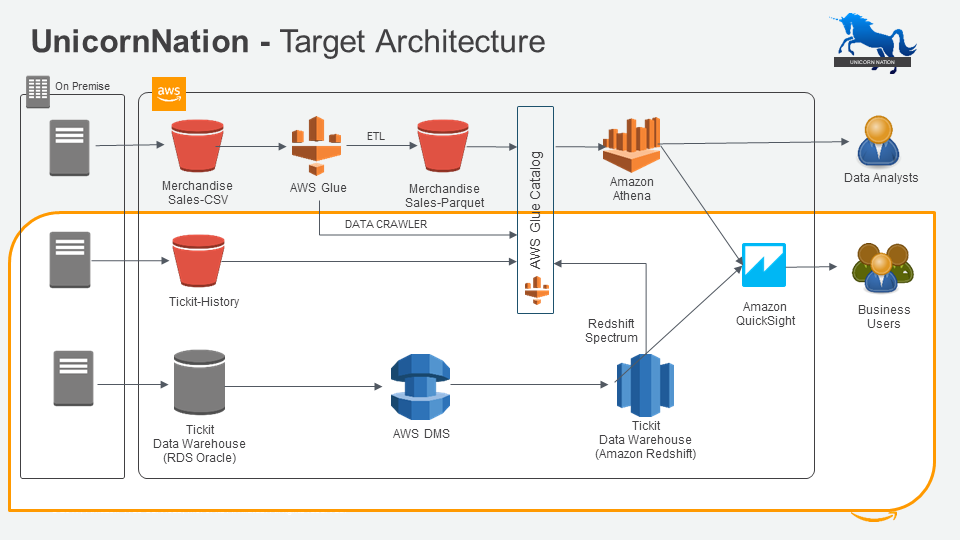 UnicornNation - Target Architecture
UNICORN NATION
On Premise
aws
ETL
Merchandise
Sales-CSV
AWS Glue
Merchandise
Sales-Parquet
AWS Glue Catalog
Amazon
Athena
Data Analysts
DATA CRAWLER
Tickit-History
Redshift
Spectrum
Amazon
QuickSight
Business
Users
Tickit
Data Warehouse
(RDS Oracle)
AWS DMS
Tickit
Data Warehouse
(Amazon Redshift)